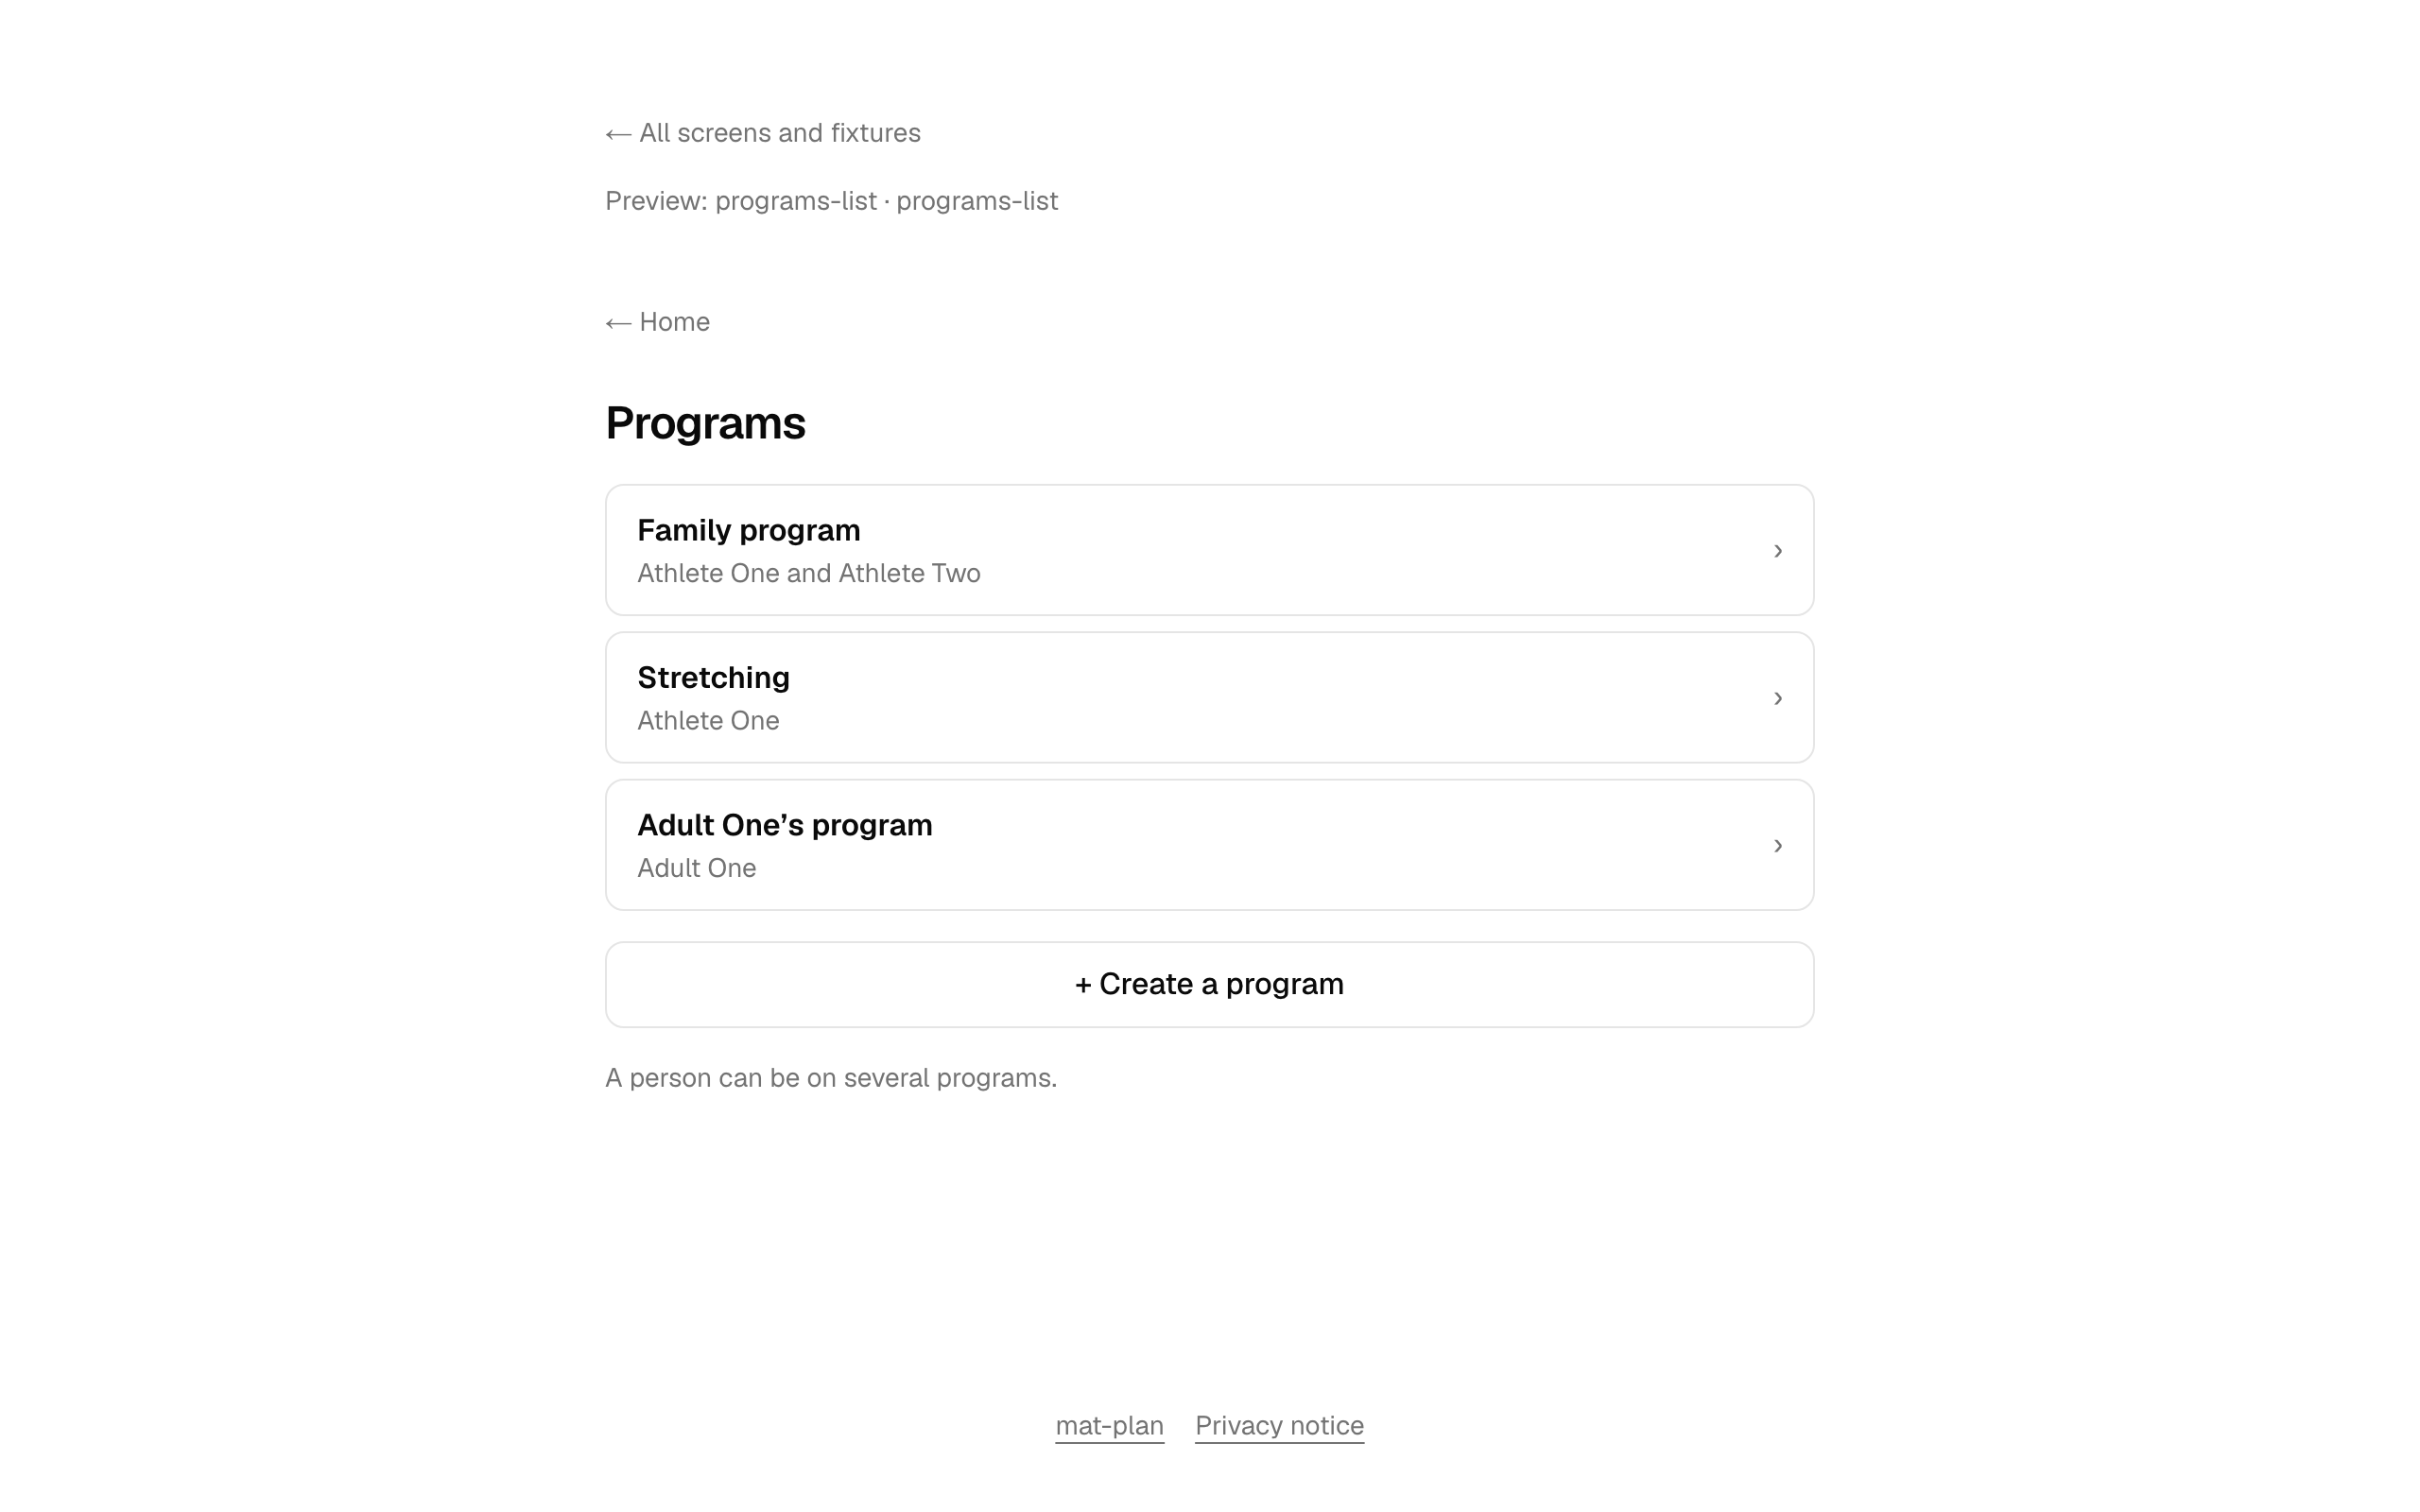 ← All screens and fixtures
Preview: programs-list · programs-list
← Home
Programs
Family program
Athlete One and Athlete Two
›
Stretching
Athlete One
›
Adult One’s program
Adult One
›
+ Create a program
A person can be on several programs.
mat-plan Privacy notice